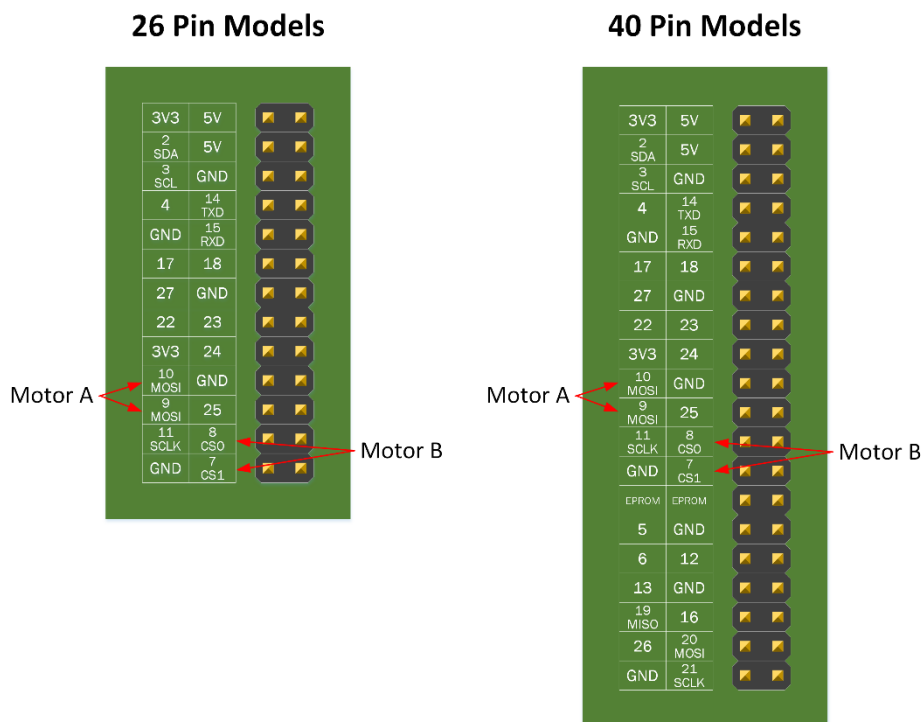 26 Pin Models
3V3 5V
2 SDA 5V
3 SCL GND
4 14 TXD
GND 15 RXD
17 18
27 GND
22 23
3V3 24
10 MOSI GND
9 MOSI 25
11 SCLK 8 CSO
GND 7 CS1
Motor A
Motor B
40 Pin Models
3V3 5V
2 SDA 5V
3 SCL GND
4 14 TXD
GND 15 RXD
17 18
27 GND
22 23
3V3 24
10 MOSI GND
9 MOSI 25
11 SCLK 8 CSO
GND 7 CS1
EPROM EPROM
5 GND
6 12
13 GND
19 MISO 16
26 20 MOSI
GND 21 SCLK
Motor A
Motor B